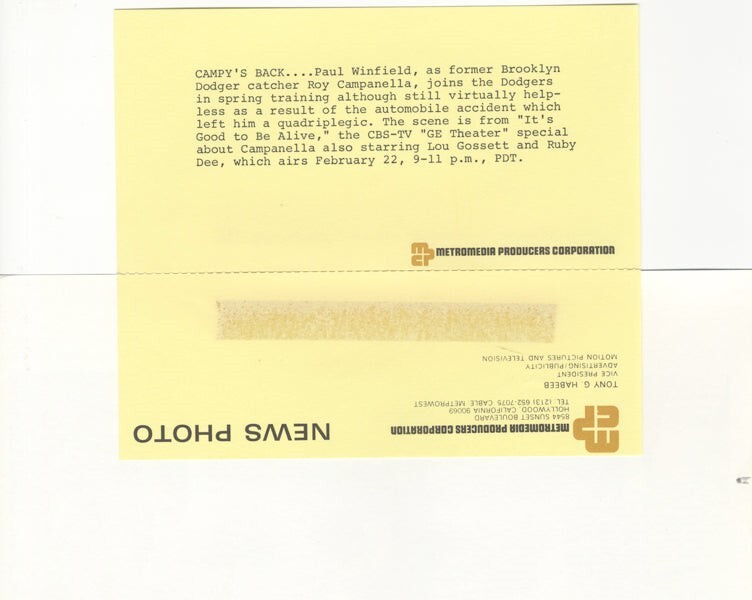 CAMPY'S BACK....Paul Winfield, as former Brooklyn
Dodger catcher Roy Campanella, joins the Dodgers
in spring training although still virtually help-
less as a result of the automobile accident which
left him a quadriplegic. The scene is from "It's
Good to Be Alive," the CBS-TV "GE Theater" special
about Campanella also starring Lou Gossett and Ruby
Dee, which airs February 22, 9-11 p.m., PDT.
METROMEDIA PRODUCERS CORPORATION
METROMEDIA PRODUCERS CORPORATION
8544 SUNSET BOULEVARD
HOLLYWOOD, CALIFORNIA 90069
TEL. (213) 652-7075 CABLE: METPROWEST
NEWS PHOTO
TONY G. HABEEB
VICE PRESIDENT
ADVERTISING/PUBLICITY
MOTION PICTURES AND TELEVISION